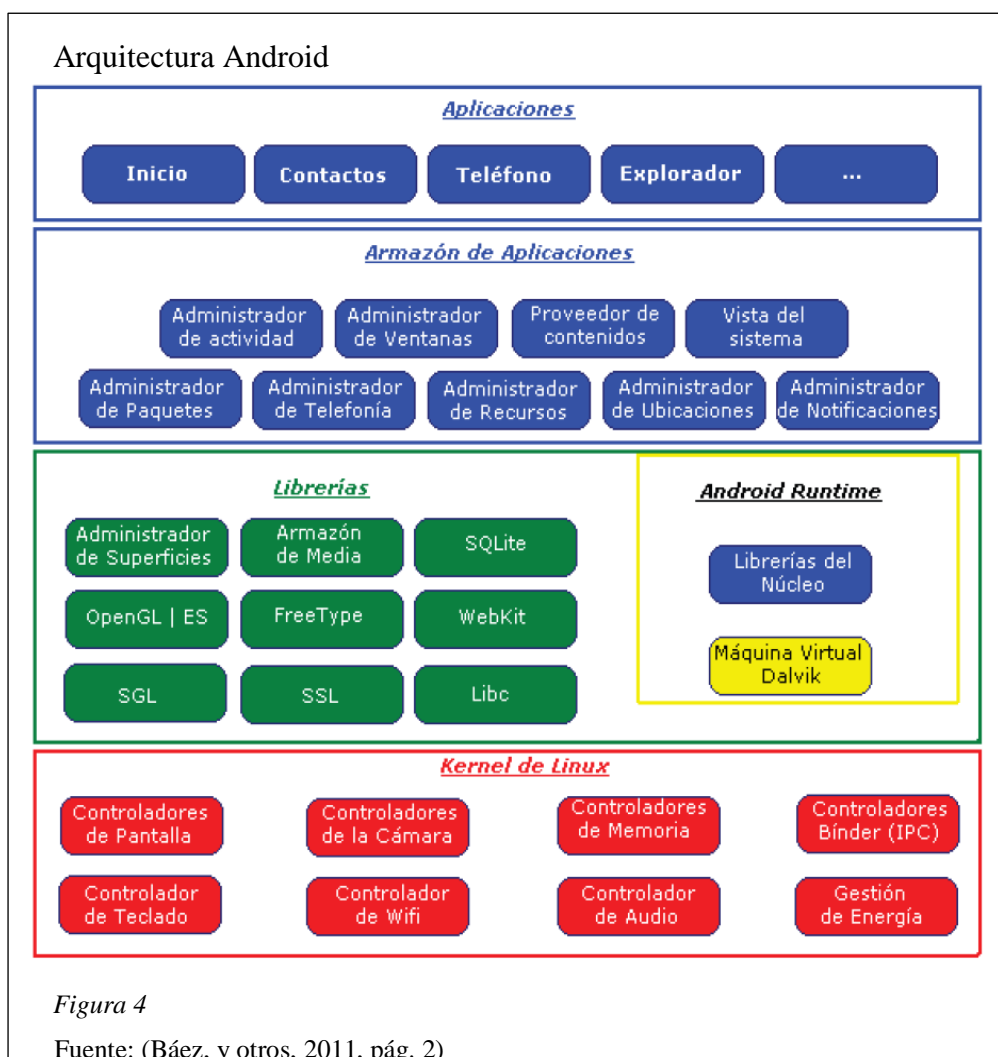 Arquitectura Android
Aplicaciones
Inicio
Contactos
Teléfono
Explorador
...
Armazón de Aplicaciones
Administrador
de actividad
Administrador
de Ventanas
Proveedor de
contenidos
Vista del
sistema
Administrador
de Paquetes
Administrador
de Telefonía
Administrador
de Recursos
Administrador
de Ubicaciones
Administrador
de Notificaciones
Librerías
Administrador
de Superficies
Armazón
de Media
SQLite
OpenGL | ES
FreeType
WebKit
SGL
SSL
Libc
Android Runtime
Librerías del
Núcleo
Máquina Virtual
Dalvik
Kernel de Linux
Controladores
de Pantalla
Controladores
de la Cámara
Controladores
de Memoria
Controladores
Bínder (IPC)
Controlador
de Teclado
Controlador
de Wifi
Controlador
de Audio
Gestión
de Energía
Figura 4
Fuente: (Báez, y otros, 2011, pág. 2)